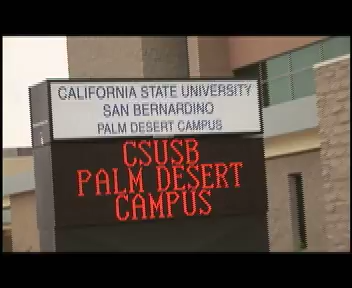 CALIFORNIA STATE UNIVERSITY
SAN BERNARDINO
PALM DESERT CAMPUS
CSUSB
PALM DESERT
CAMPUS